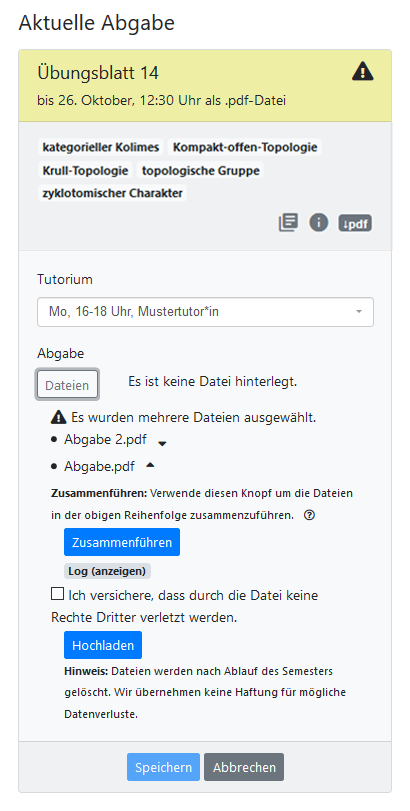 Aktuelle Abgabe
Übungsblatt 14
bis 26. Oktober, 12:30 Uhr als .pdf-Datei
kategorieller Kolimes Kompakt-offen-Topologie
Krull-Topologie topologische Gruppe
zyklotomischer Charakter
↓pdf
Tutorium
Mo, 16-18 Uhr, Mustertutor*in
Abgabe
Dateien Es ist keine Datei hinterlegt.
Es wurden mehrere Dateien ausgewählt.
• Abgabe 2.pdf
• Abgabe.pdf
Zusammenführen: Verwende diesen Knopf um die Dateien
in der obigen Reihenfolge zusammenzuführen.
Zusammenführen
Log (anzeigen)
Ich versichere, dass durch die Datei keine
Rechte Dritter verletzt werden.
Hochladen
Hinweis: Dateien werden nach Ablauf des Semesters
gelöscht. Wir übernehmen keine Haftung für mögliche
Datenverluste.
Speichern Abbrechen